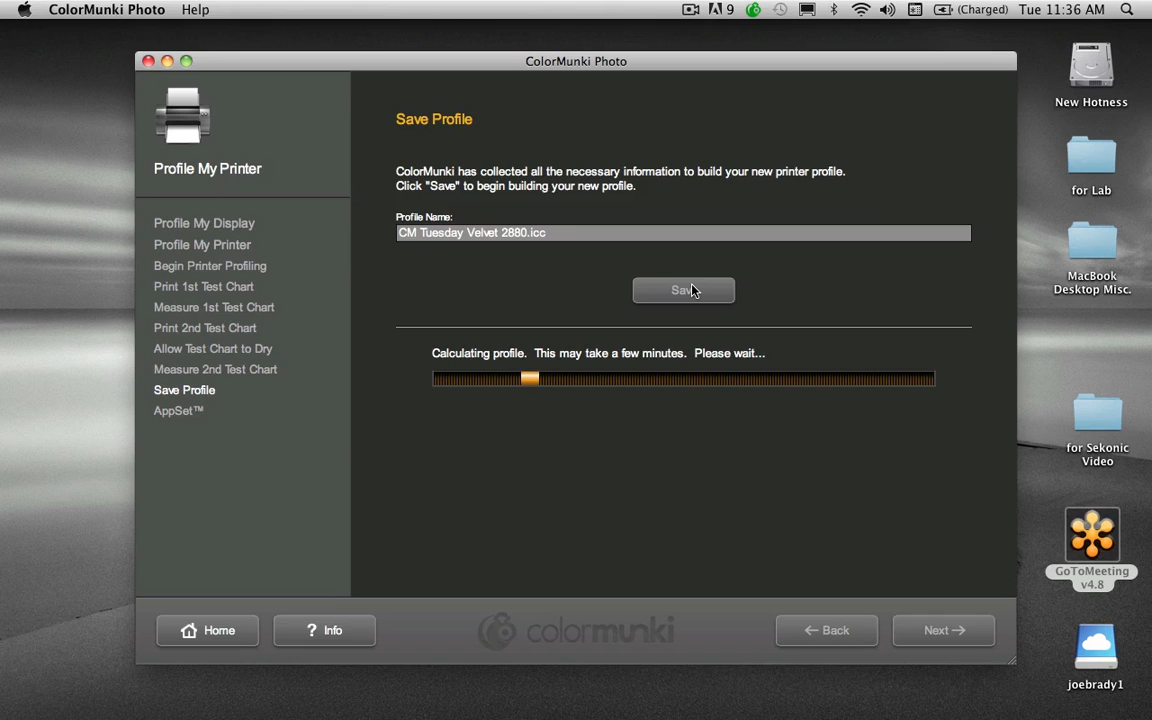 ColorMunki Photo Help
9
(Charged) Tue 11:36 AM
ColorMunki Photo
New Hotness
for Lab
MacBook
Desktop Misc.
for Sekonic
Video
GoToMeeting
v4.8
joebrady1
Profile My Printer
Profile My Display
Profile My Printer
Begin Printer Profiling
Print 1st Test Chart
Measure 1st Test Chart
Print 2nd Test Chart
Allow Test Chart to Dry
Measure 2nd Test Chart
Save Profile
AppSet™
Save Profile
ColorMunki has collected all the necessary information to build your new printer profile.
Click "Save" to begin building your new profile.
Profile Name:
CM Tuesday Velvet 2880.icc
Save
Calculating profile. This may take a few minutes. Please wait...
Home
? Info
colormunki
← Back
Next →